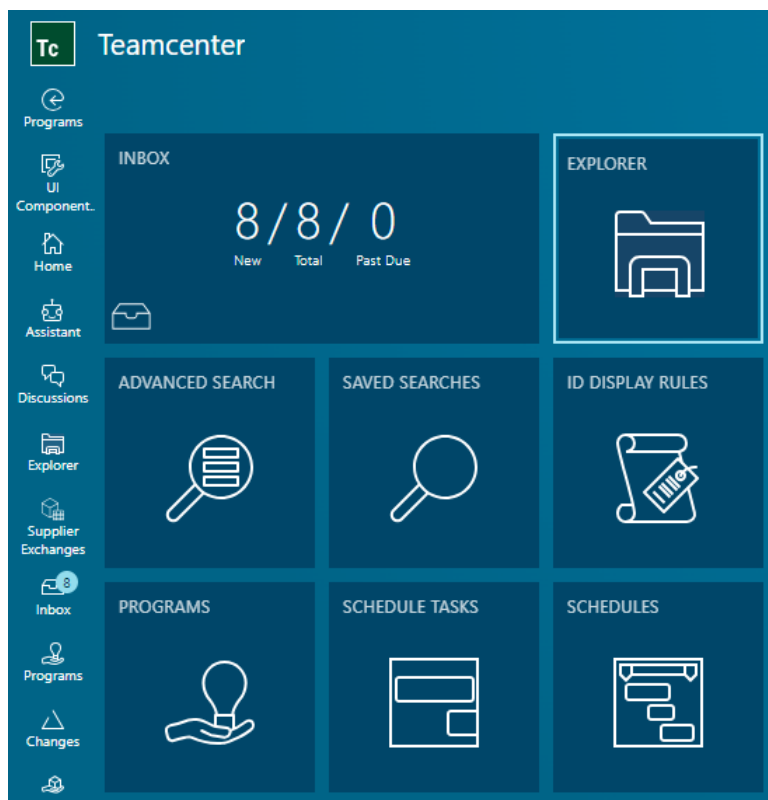 Tc Teamcenter
Programs
UI
Component..
Home
Assistant
Discussions
Explorer
Supplier
Exchanges
8
Inbox
Programs
Changes
INBOX
8 / 8 / 0
New Total Past Due
EXPLORER
ADVANCED SEARCH
SAVED SEARCHES
ID DISPLAY RULES
PROGRAMS
SCHEDULE TASKS
SCHEDULES